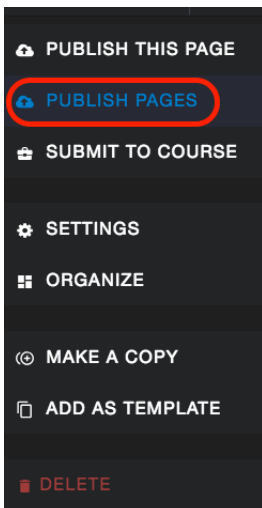 PUBLISH THIS PAGE
PUBLISH PAGES
SUBMIT TO COURSE
SETTINGS
ORGANIZE
MAKE A COPY
ADD AS TEMPLATE
DELETE